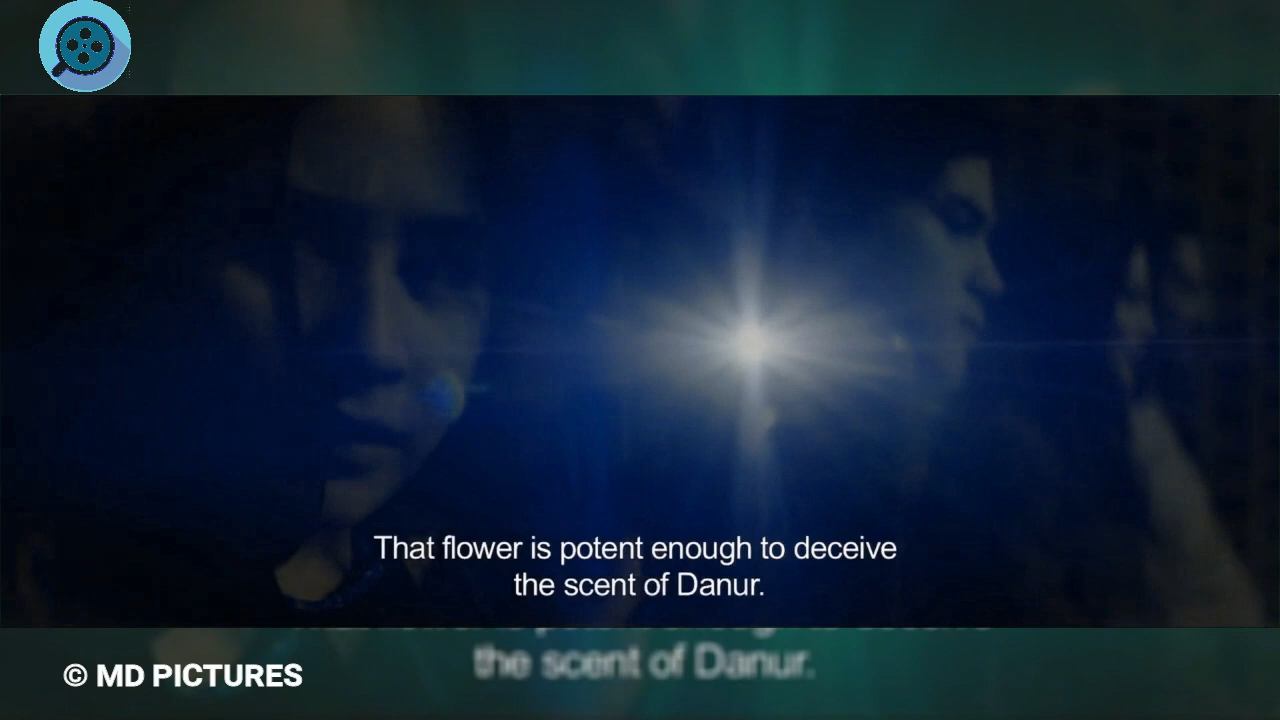 That flower is potent enough to deceive
the scent of Danur.
the scent of Danur.
© MD PICTURES